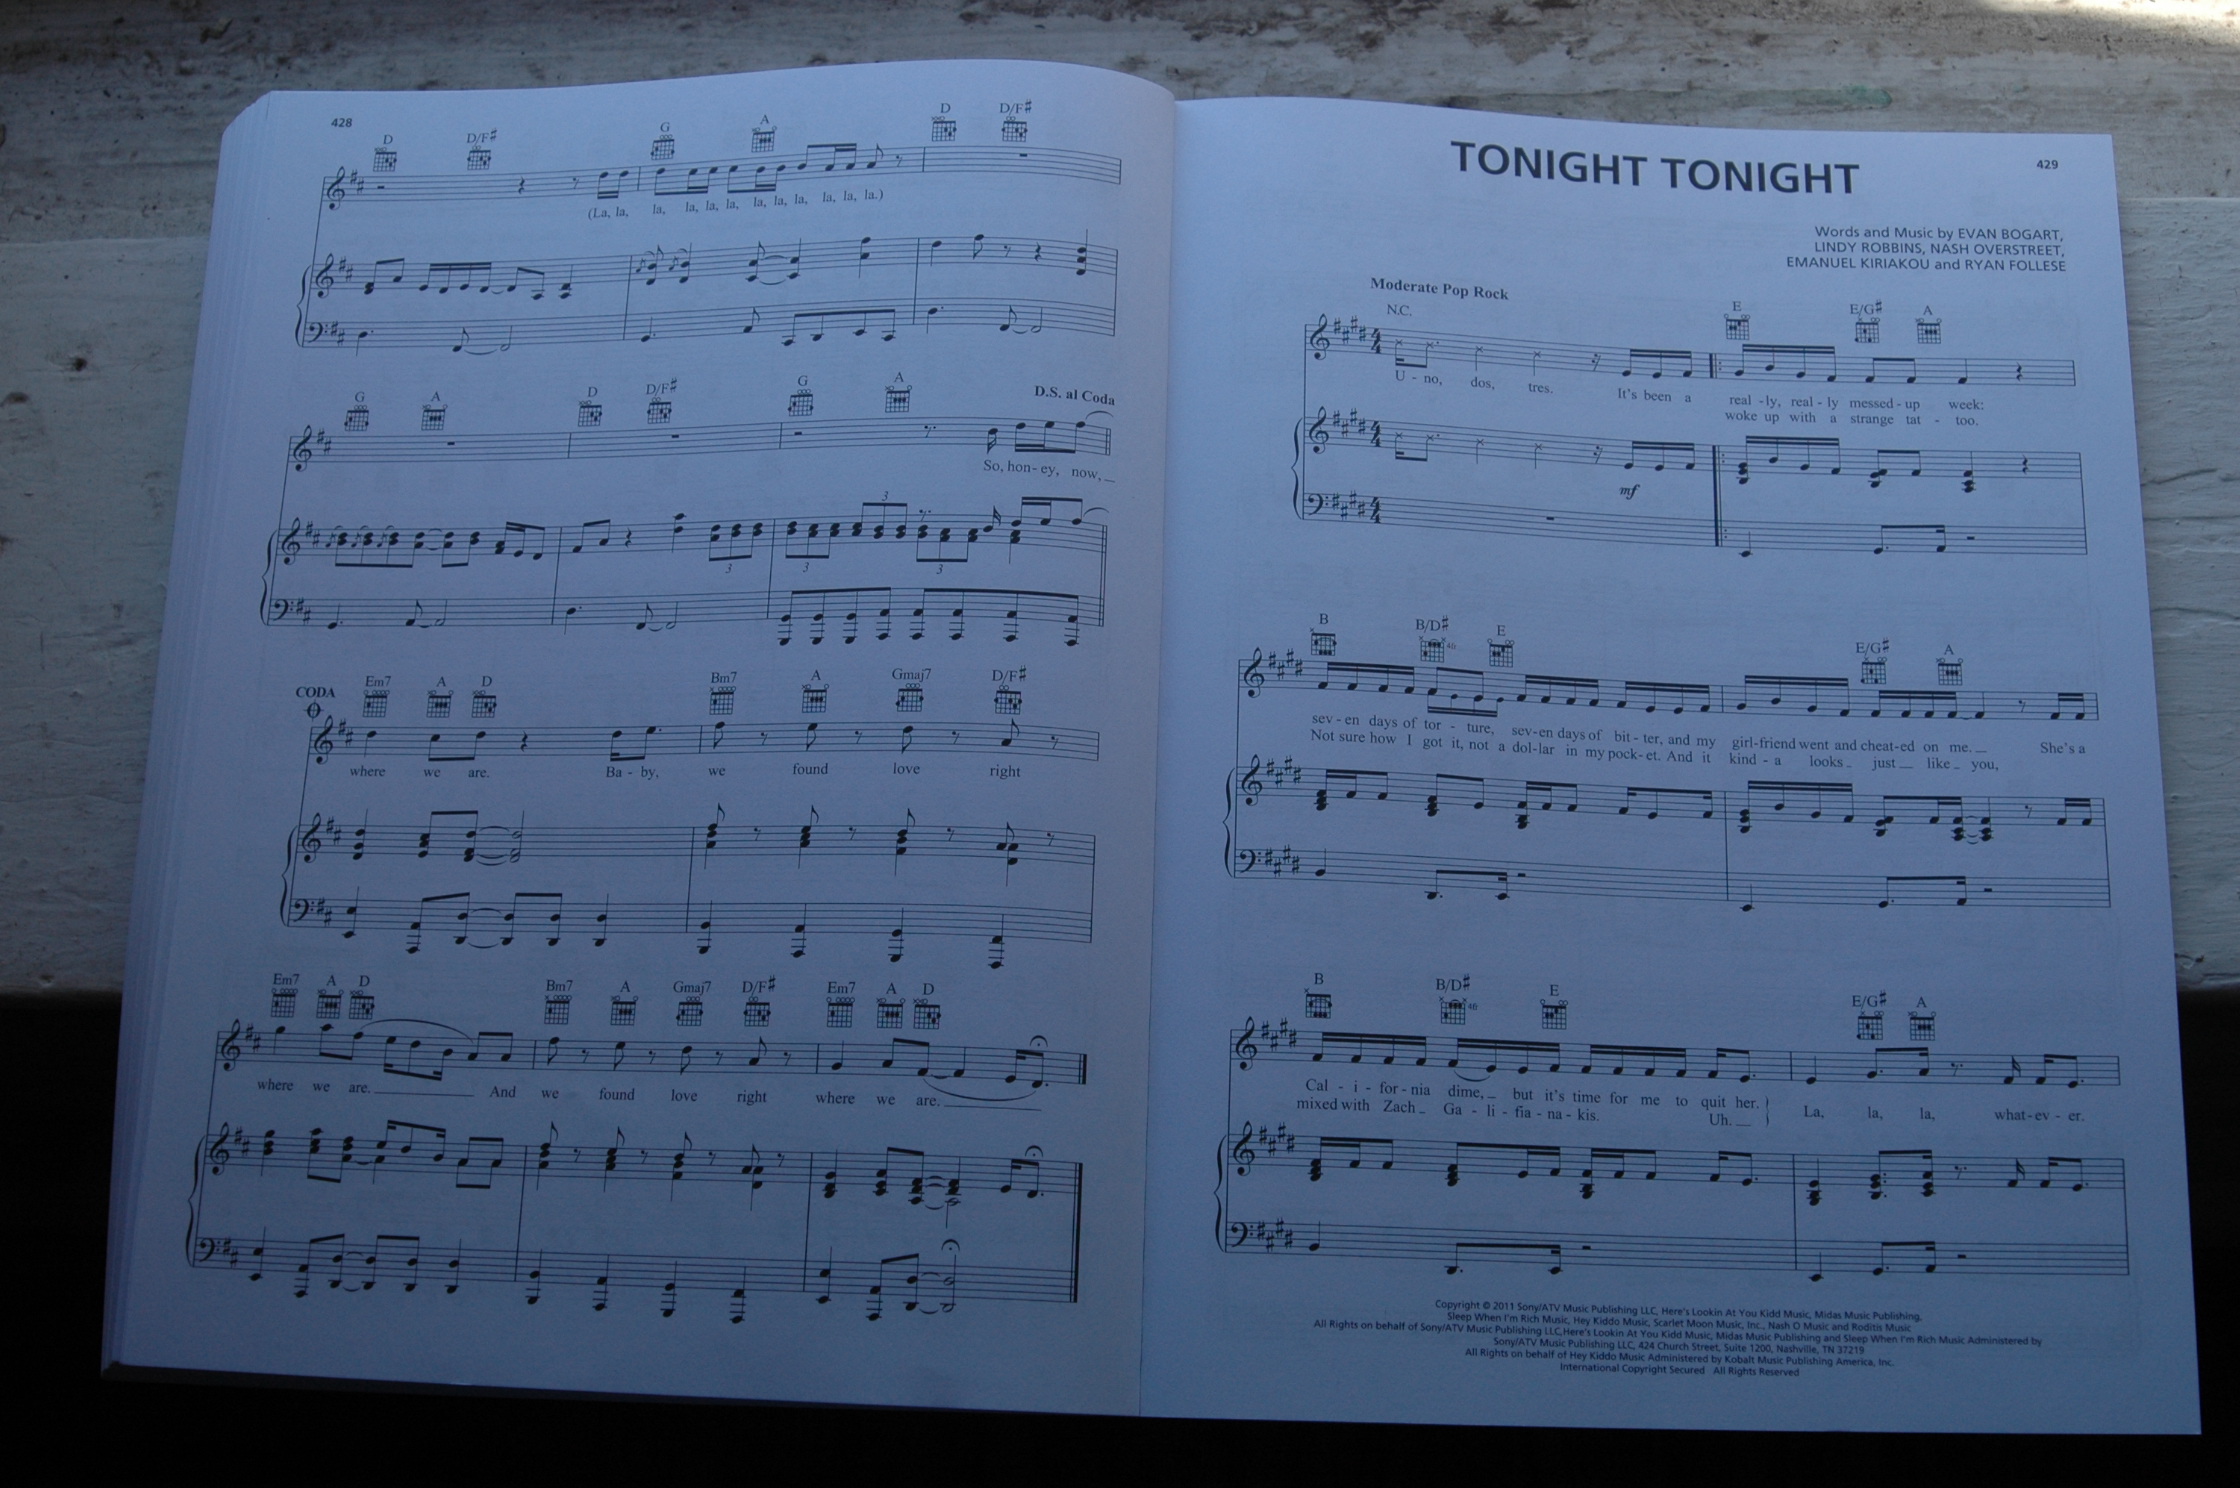 428
D D/F♯ G A D D/F♯
(La, la, la, la, la, la, la, la, la, la, la, la.)
G A D D/F♯ G A D.S. al Coda
So, hon- ey, now,
3
3 3 3
CODA Em7 A D Bm7 A Gmaj7 D/F♯
where we are. Ba - by, we found love right
Em7 A D Bm7 A Gmaj7 D/F♯ Em7 A D
where we are. And we found love right where we are.
429
TONIGHT TONIGHT
Words and Music by EVAN BOGART,
LINDY ROBBINS, NASH OVERSTREET,
EMANUEL KIRIAKOU and RYAN FOLLESE
Moderate Pop Rock
N.C. E E/G♯ A
4
4
U - no, dos, tres. It's been a real - ly, real - ly messed - up week:
woke up with a strange tat - too.
4
4
mf
4
4
B B/D♯ E E/G♯ A
sev - en days of tor - ture, sev-en days of bit - ter, and my girl-friend went and cheat-ed on me. She's a
Not sure how I got it, not a dol-lar in my pock-et. And it kind - a looks just like you,
B B/D♯ E E/G♯ A
Cal - i - for - nia dime, but it's time for me to quit her. La, la, la, what-ev - er.
mixed with Zach Ga - li - fia - na - kis. Uh.
Copyright © 2011 Sony/ATV Music Publishing LLC, Here's Lookin At You Kidd Music, Midas Music Publishing,
Sleep When I'm Rich Music, Hey Kiddo Music, Scarlet Moon Music, Inc., Nash O Music and Roditis Music
All Rights on behalf of Sony/ATV Music Publishing LLC,Here's Lookin At You Kidd Music, Midas Music Publishing and Sleep When I'm Rich Music Administered by
Sony/ATV Music Publishing LLC, 424 Church Street, Suite 1200, Nashville, TN 37219
All Rights on behalf of Hey Kiddo Music Administered by Kobalt Music Publishing America, Inc.
International Copyright Secured All Rights Reserved